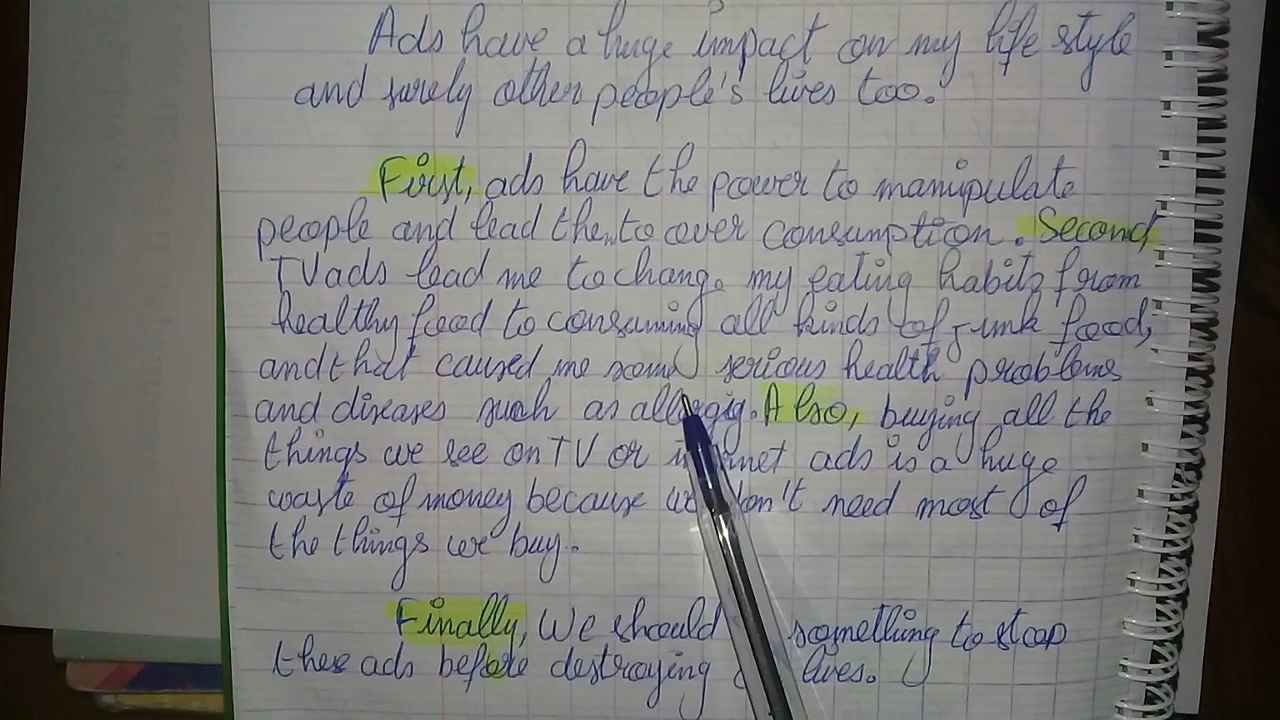 Ads have a huge impact on my life style
and surely other people's lives too.
First, ads have the power to manipulate
people and lead them to over consumption. Second,
TV ads lead me to change my eating habits from
healthy food to consuming all kinds of junk food,
and that caused me some serious health problems
and diseases such as. Also, buying all the
things we see on TV or ads is a huge
waste of money because we don't need most of
the things we buy.
Finally, We should something to stop
these ads before destroying lives.